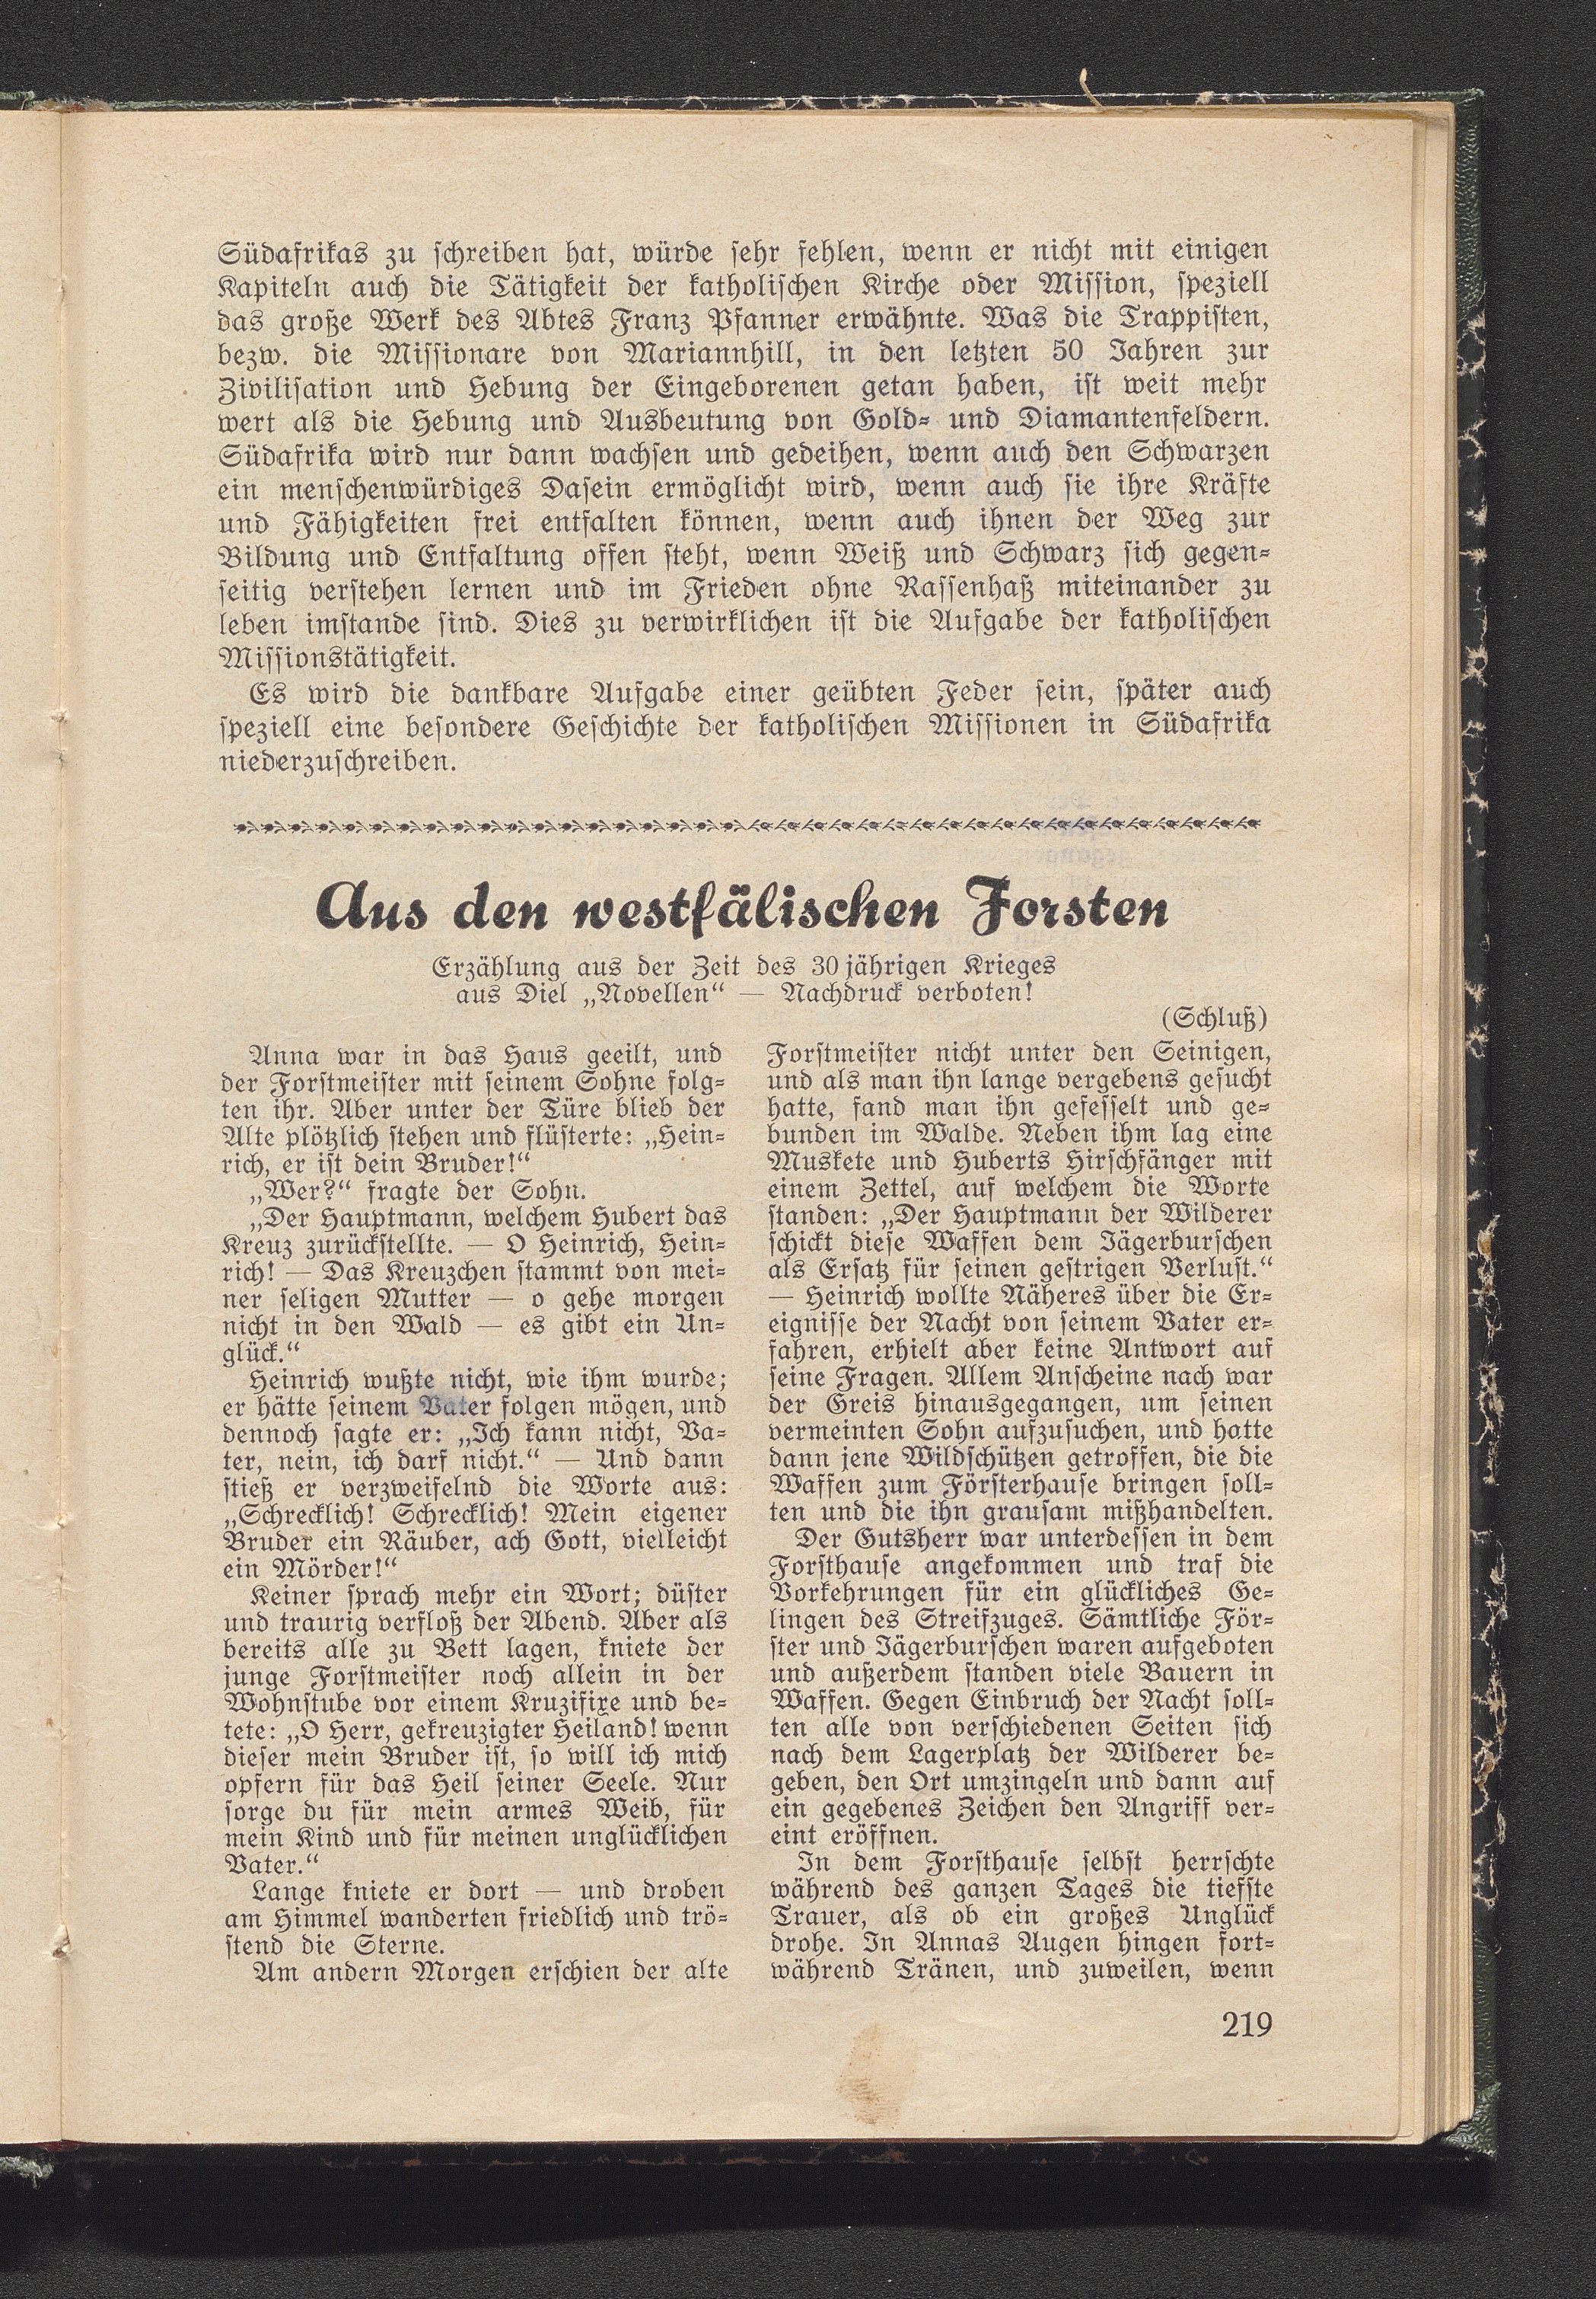 Südafrikas zu schreiben hat, würde sehr fehlen, wenn er nicht mit einigen
Kapiteln auch die Tätigkeit der katholischen Kirche oder Mission, speziell
das große Werk des Abtes Franz Pfanner erwähnte. Was die Trappisten,
bezw. die Missionare von Mariannhill, in den letzten 50 Jahren zur
Zivilisation und Hebung der Eingeborenen getan haben, ist weit mehr
wert als die Hebung und Ausbeutung von Gold- und Diamantenfeldern.
Südafrika wird nur dann wachsen und gedeihen, wenn auch den Schwarzen
ein menschenwürdiges Dasein ermöglicht wird, wenn auch sie ihre Kräfte
und Fähigkeiten frei entfalten können, wenn auch ihnen der Weg zur
Bildung und Entfaltung offen steht, wenn Weiß und Schwarz sich gegen-
seitig verstehen lernen und im Frieden ohne Rassenhaß miteinander zu
leben imstande sind. Dies zu verwirklichen ist die Aufgabe der katholischen
Missionstätigkeit.
Es wird die dankbare Aufgabe einer geübten Feder sein, später auch
speziell eine besondere Geschichte der katholischen Missionen in Südafrika
niederzuschreiben.
Aus den westfälischen Forsten
Erzählung aus der Zeit des 30jährigen Krieges
aus Diel „Novellen“ — Nachdruck verboten!
(Schluß)
Anna war in das Haus geeilt, und
der Forstmeister mit seinem Sohne folg-
ten ihr. Aber unter der Türe blieb der
Alte plötzlich stehen und flüsterte: „Hein-
rich, er ist dein Bruder!“
„Wer?“ fragte der Sohn.
„Der Hauptmann, welchem Hubert das
Kreuz zurückstellte. — O Heinrich, Hein-
rich! — Das Kreuzchen stammt von mei-
ner seligen Mutter — o gehe morgen
nicht in den Wald — es gibt ein Un-
glück.“
Heinrich wußte nicht, wie ihm wurde;
er hätte seinem Vater folgen mögen, und
dennoch sagte er: „Ich kann nicht, Va-
ter, nein, ich darf nicht.“ — Und dann
stieß er verzweifelnd die Worte aus:
„Schrecklich! Schrecklich! Mein eigener
Bruder ein Räuber, ach Gott, vielleicht
ein Mörder!“
Keiner sprach mehr ein Wort; düster
und traurig verfloß der Abend. Aber als
bereits alle zu Bett lagen, kniete der
junge Forstmeister noch allein in der
Wohnstube vor einem Kruzifixe und be-
tete: „O Herr, gekreuzigter Heiland! wenn
dieser mein Bruder ist, so will ich mich
opfern für das Heil seiner Seele. Nur
sorge du für mein armes Weib, für
mein Kind und für meinen unglücklichen
Vater.“
Lange kniete er dort — und droben
am Himmel wanderten friedlich und trö-
stend die Sterne.
Am andern Morgen erschien der alte
Forstmeister nicht unter den Seinigen,
und als man ihn lange vergebens gesucht
hatte, fand man ihn gefesselt und ge-
bunden im Walde. Neben ihm lag eine
Muskete und Huberts Hirschfänger mit
einem Zettel, auf welchem die Worte
standen: „Der Hauptmann der Wilderer
schickt diese Waffen dem Jägerburschen
als Ersatz für seinen gestrigen Verlust.“
— Heinrich wollte Näheres über die Er-
eignisse der Nacht von seinem Vater er-
fahren, erhielt aber keine Antwort auf
seine Fragen. Allem Anscheine nach war
der Greis hinausgegangen, um seinen
vermeinten Sohn aufzusuchen, und hatte
dann jene Wildschützen getroffen, die die
Waffen zum Försterhause bringen soll-
ten und die ihn grausam mißhandelten.
Der Gutsherr war unterdessen in dem
Forsthause angekommen und traf die
Vorkehrungen für ein glückliches Ge-
lingen des Streifzuges. Sämtliche För-
ster und Jägerburschen waren aufgeboten
und außerdem standen viele Bauern in
Waffen. Gegen Einbruch der Nacht soll-
ten alle von verschiedenen Seiten sich
nach dem Lagerplatz der Wilderer be-
geben, den Ort umzingeln und dann auf
ein gegebenes Zeichen den Angriff ver-
eint eröffnen.
In dem Forsthause selbst herrschte
während des ganzen Tages die tiefste
Trauer, als ob ein großes Unglück
drohe. In Annas Augen hingen fort-
während Tränen, und zuweilen, wenn
219